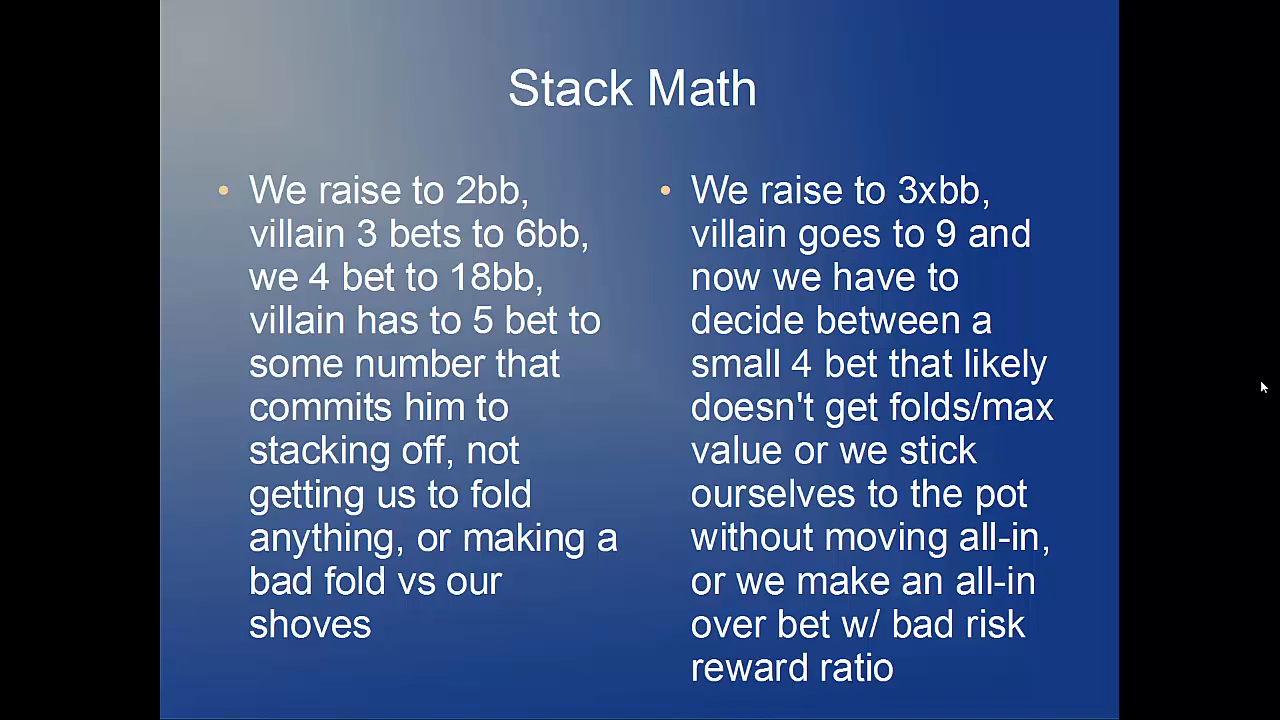 Stack Math
We raise to 2bb,
villain 3 bets to 6bb,
we 4 bet to 18bb,
villain has to 5 bet to
some number that
commits him to
stacking off, not
getting us to fold
anything, or making a
bad fold vs our
shoves
We raise to 3xbb,
villain goes to 9 and
now we have to
decide between a
small 4 bet that likely
doesn't get folds/max
value or we stick
ourselves to the pot
without moving all-in,
or we make an all-in
over bet w/ bad risk
reward ratio